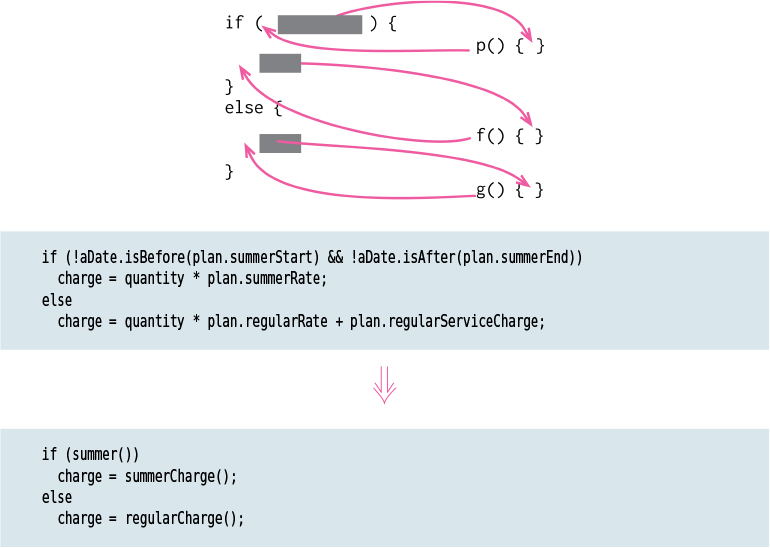 if ( ) {
p() { }
}
else {
f() { }
}
g() { }
if (!aDate.isBefore(plan.summerStart) && !aDate.isAfter(plan.summerEnd))
charge = quantity * plan.summerRate;
else
charge = quantity * plan.regularRate + plan.regularServiceCharge;
if (summer())
charge = summerCharge();
else
charge = regularCharge();